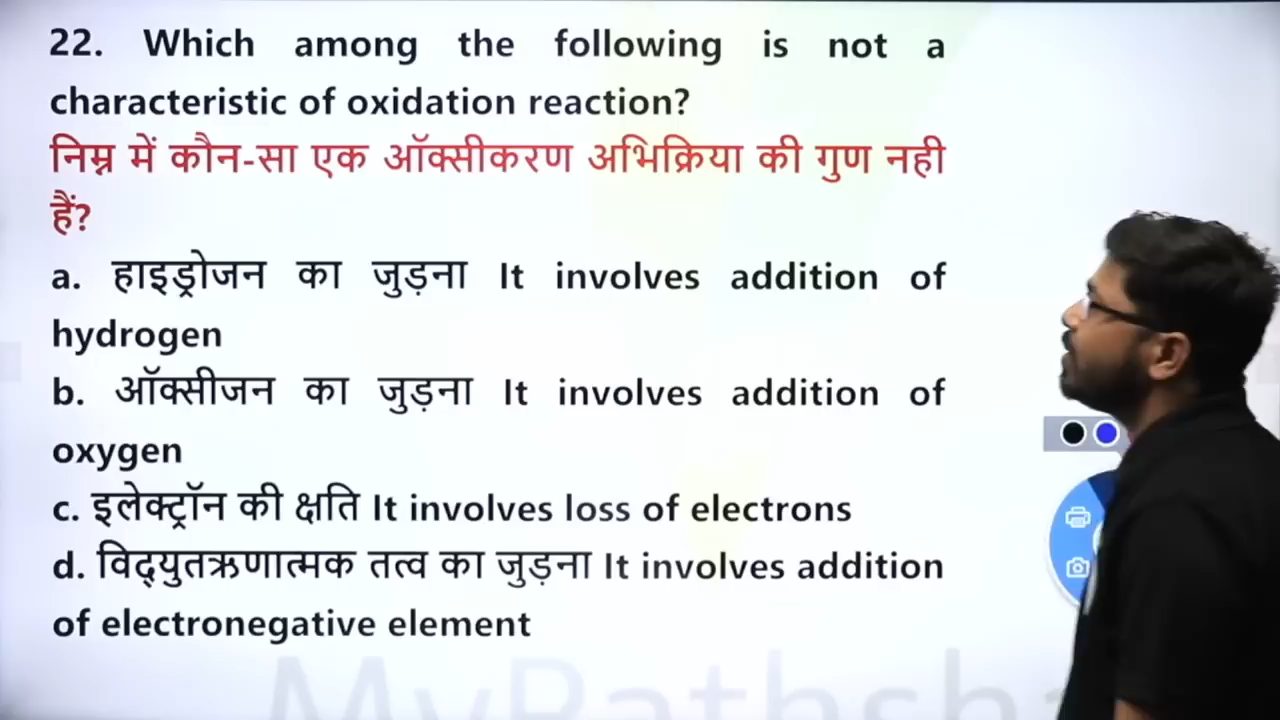 22. Which among the following is not a
characteristic of oxidation reaction?
निम्न में कौन-सा एक ऑक्सीकरण अभिक्रिया की गुण नही
हैं?
a. हाइड्रोजन का जुड़ना It involves addition of
hydrogen
b. ऑक्सीजन का जुड़ना It involves addition of
oxygen
c. इलेक्ट्रॉन की क्षति It involves loss of electrons
d. विद्युतऋणात्मक तत्व का जुड़ना It involves addition
of electronegative element
MyPathsha